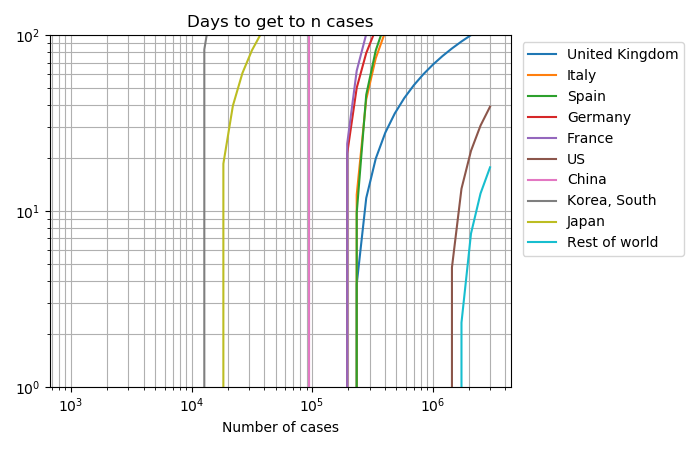 Days to get to n cases
10²
10¹
10⁰
10³
10⁴
10⁵
10⁶
Number of cases
United Kingdom
Italy
Spain
Germany
France
US
China
Korea, South
Japan
Rest of world